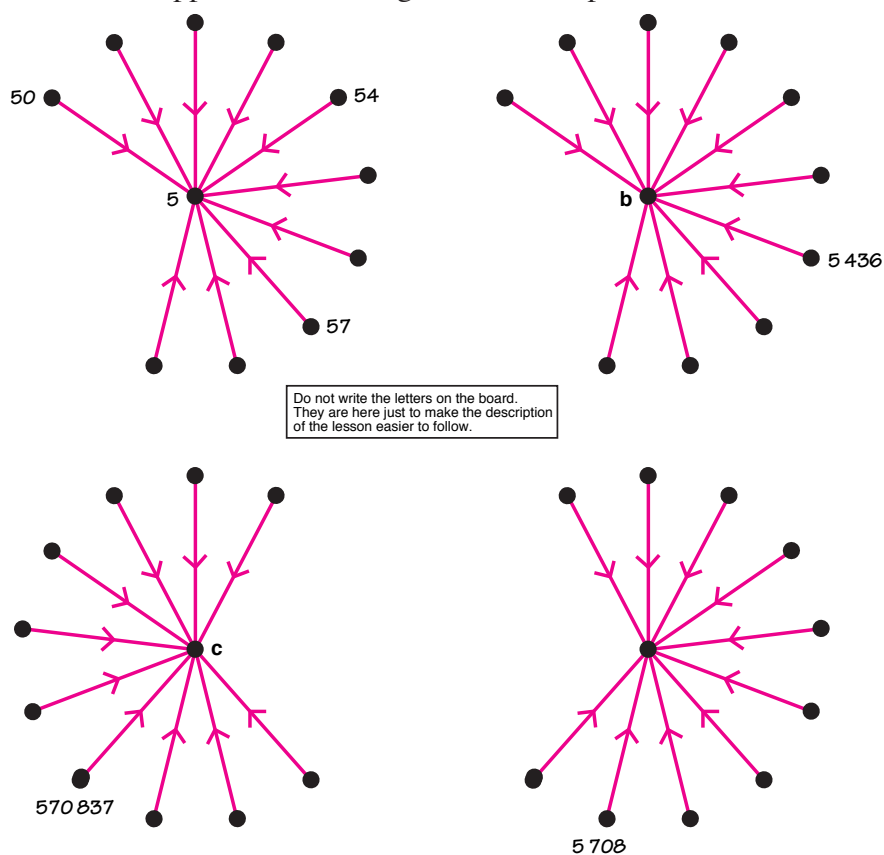 50
54
5
b
5 436
57
Do not write the letters on the board.
They are here just to make the description
of the lesson easier to follow.
c
570 837
5 708